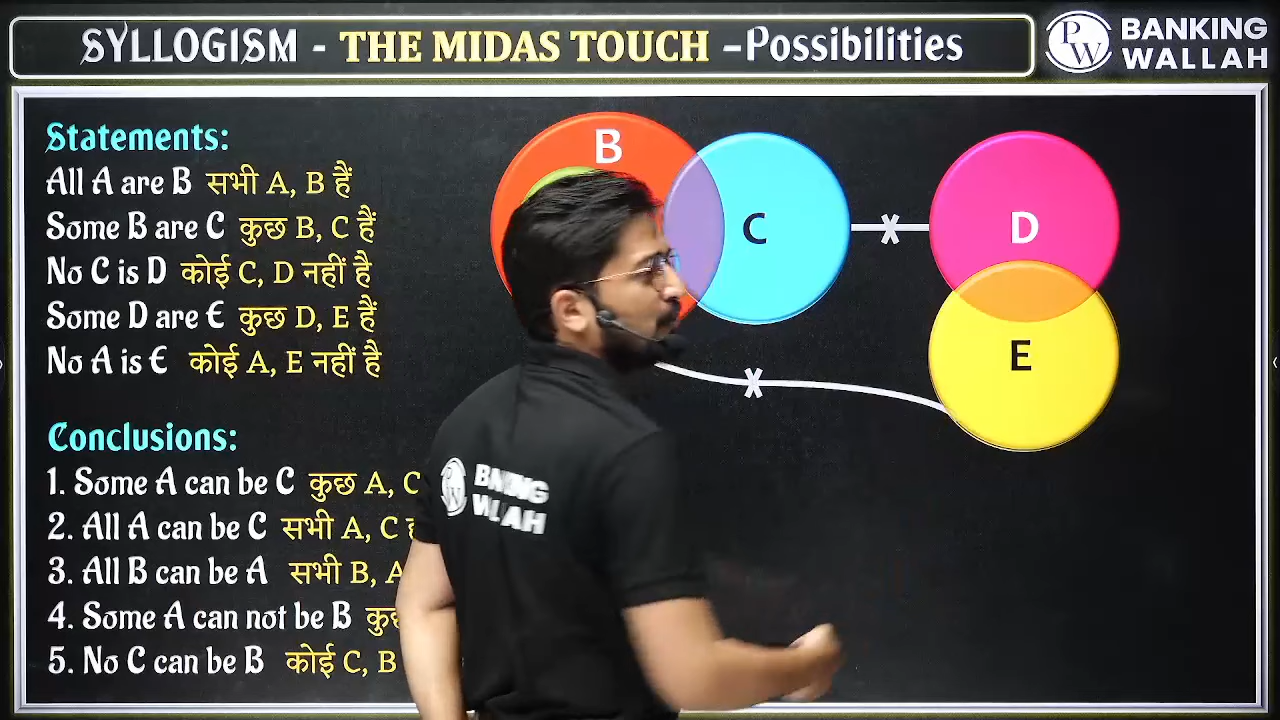 SYLLOGISM - THE MIDAS TOUCH -Possibilities
PW
BANKING
WALLAH
Statements:
All A are B सभी A, B हैं
Some B are C कुछ B, C हैं
No C is D कोई C, D नहीं है
Some D are E कुछ D, E हैं
No A is E कोई A, E नहीं है
Conclusions:
1. Some A can be C कुछ A, C
2. All A can be C सभी A, C
3. All B can be A सभी B, A
4. Some A can not be B
5. No C can be B कोई C, B
B
C
D
E
PW
WALLAH